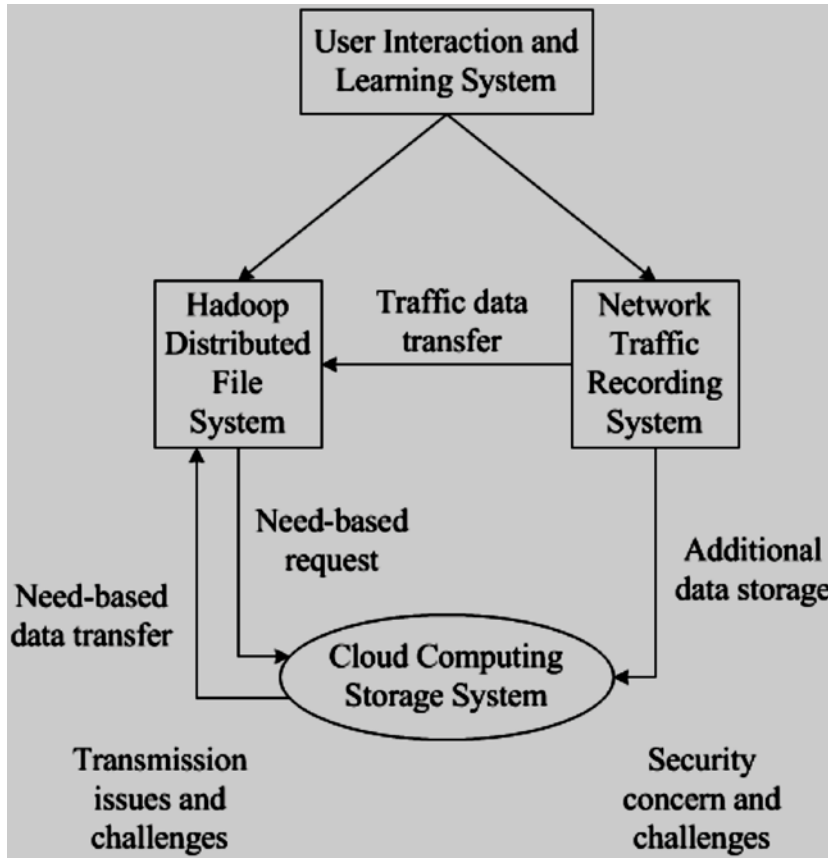 User Interaction and
Learning System
Hadoop
Distributed
File
System
Traffic data
transfer
Network
Traffic
Recording
System
Need-based
request
Additional
data storage
Need-based
data transfer
Cloud Computing
Storage System
Transmission
issues and
challenges
Security
concern and
challenges